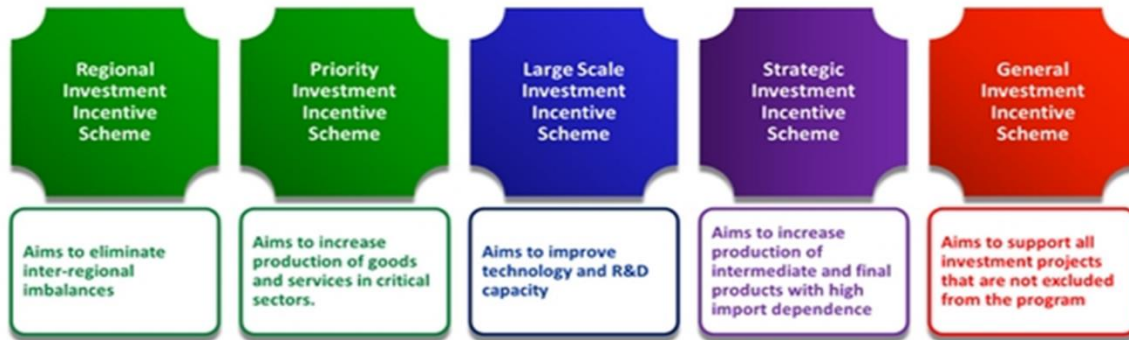 Regional
Investment
Incentive
Scheme
Aims to eliminate
inter-regional
imbalances
Priority
Investment
Incentive
Scheme
Aims to increase
production of goods
and services in critical
sectors.
Large Scale
Investment
Incentive
Scheme
Aims to improve
technology and R&D
capacity
Strategic
Investment
Incentive
Scheme
Aims to increase
production of
intermediate and final
products with high
import dependence
General
Investment
Incentive
Scheme
Aims to support all
investment projects
that are not excluded
from the program